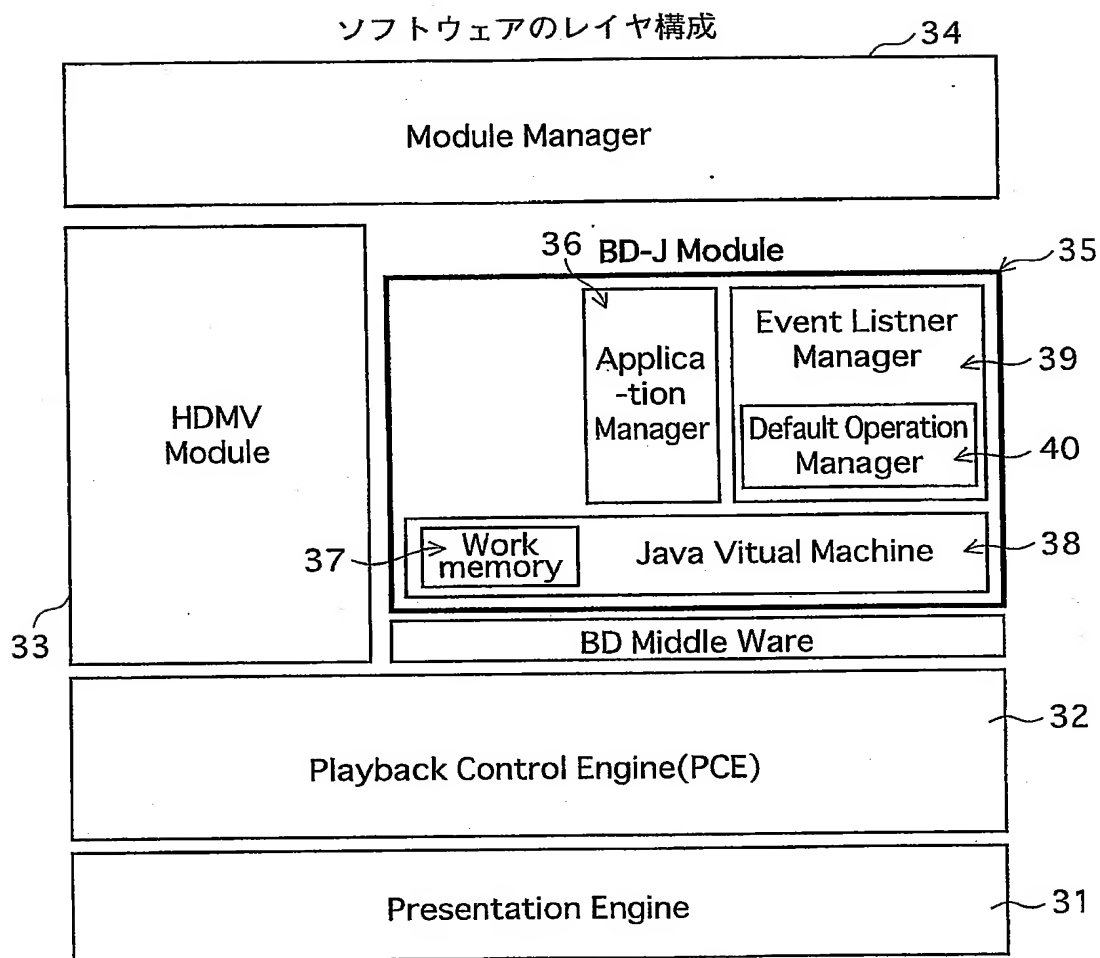 ソフトウェアのレイヤ構成
34
Module Manager
36
BD-J Module
35
HDMV
Module
Applica
-tion
Manager
Event Listner
Manager
39
Default Operation
Manager
40
37
Work
memory
Java Vitual Machine
38
33
BD Middle Ware
32
Playback Control Engine(PCE)
Presentation Engine
31